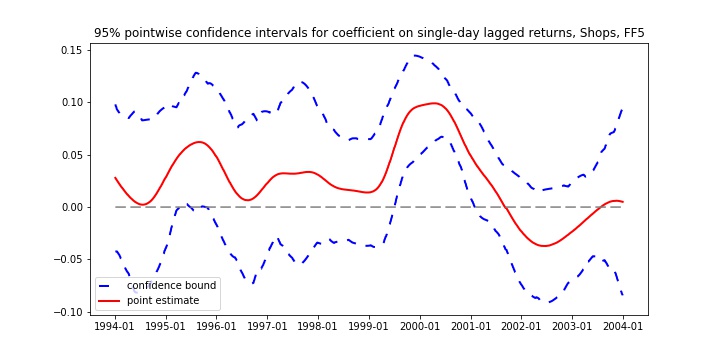 95% pointwise confidence intervals for coefficient on single-day lagged returns, Shops, FF5
0.15
0.10
0.05
0.00
−0.05
−0.10
confidence bound
point estimate
1994-01 1995-01 1996-01 1997-01 1998-01 1999-01 2000-01 2001-01 2002-01 2003-01 2004-01